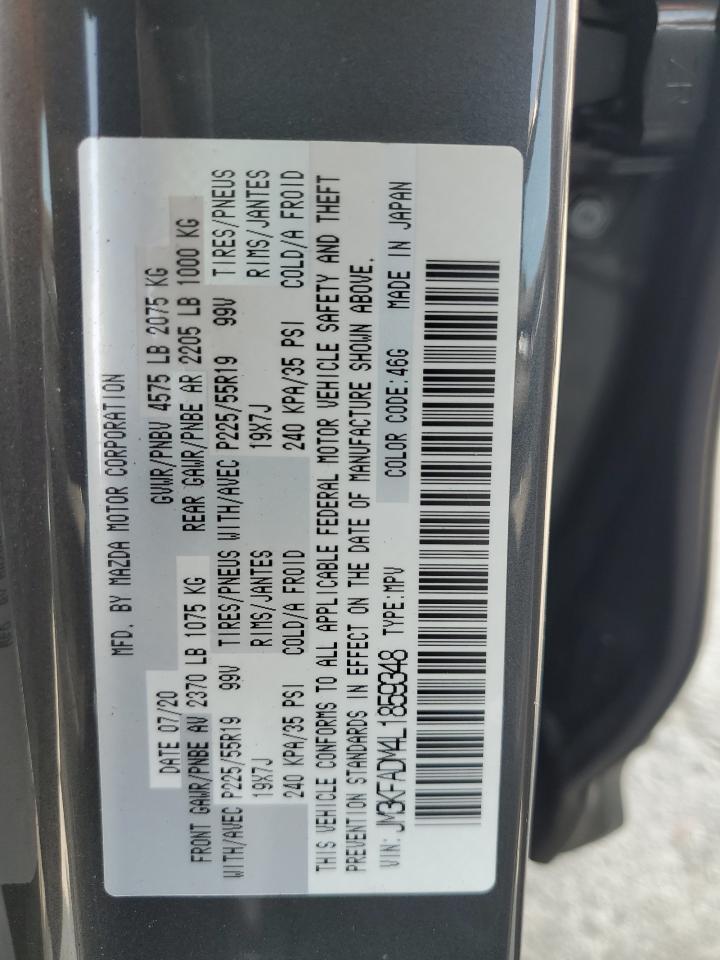 MFD. BY MAZDA MOTOR CORPORATION
DATE 07/20 GVWR/PNBV 4575 LB 2075 KG
FRONT GAWR/PNBE AV 2370 LB 1075 KG REAR GAWR/PNBE AR 2205 LB 1000 KG
WITH/AVEC P225/55R19 99V TIRES/PNEUS WITH/AVEC P225/55R19 99V TIRES/PNEUS
19X7J RIMS/JANTES 19X7J RIMS/JANTES
240 KPA/35 PSI COLD/A FROID 240 KPA/35 PSI COLD/A FROID
THIS VEHICLE CONFORMS TO ALL APPLICABLE FEDERAL MOTOR VEHICLE SAFETY AND THEFT
PREVENTION STANDARDS IN EFFECT ON THE DATE OF MANUFACTURE SHOWN ABOVE.
VIN: JM3KFADM4L1859348 TYPE:MPV COLOR CODE:46G MADE IN JAPAN